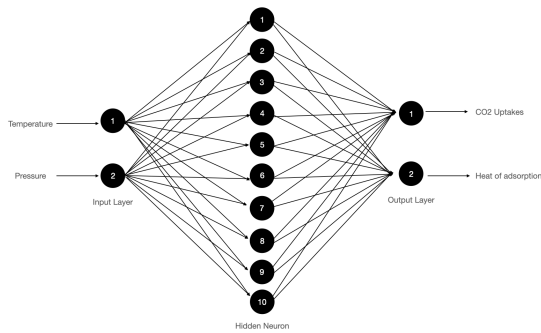 1
2
3
4
5
6
7
8
9
10
Temperature
1
Pressure
2
Input Layer
1
CO2 Uptakes
2
Heat of adsorption
Output Layer
Hidden Neuron